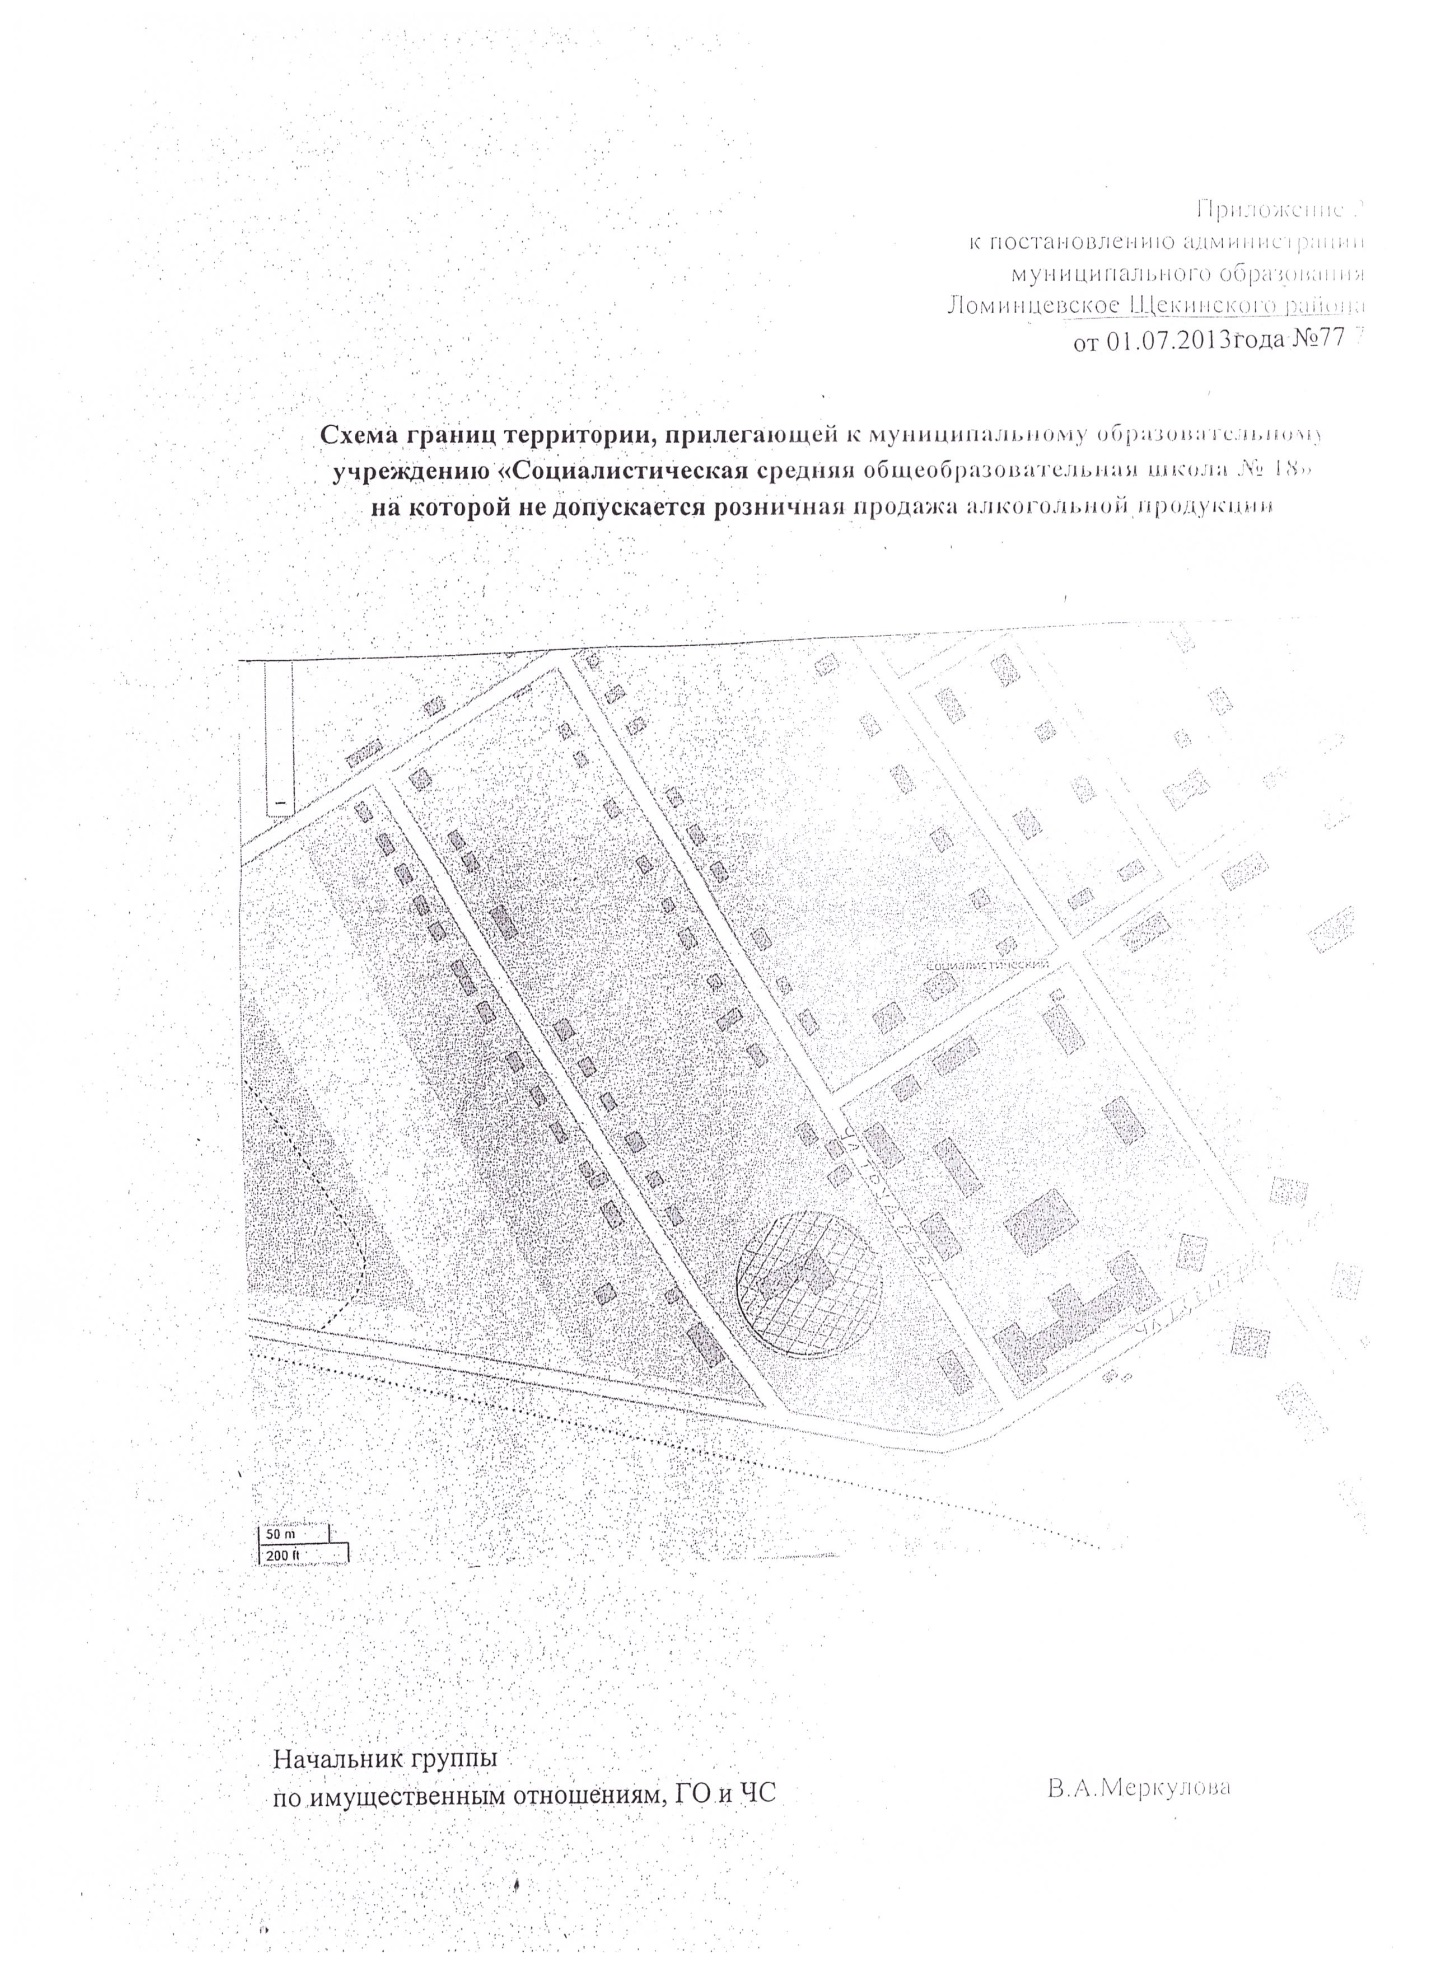 Приложение
к постановлению администрации
муниципального образования
Ломинцевское Щекинского района
от 01.07.2013года №77
Схема границ территории, прилегающей к муниципальному образовательному
учреждению «Социалистическая средняя общеобразовательная школа № 18»
на которой не допускается розничная продажа алкогольной продукции
Социалистический
50 m
200 ft
Начальник группы
по имущественным отношениям, ГО и ЧС
В.А.Меркулова